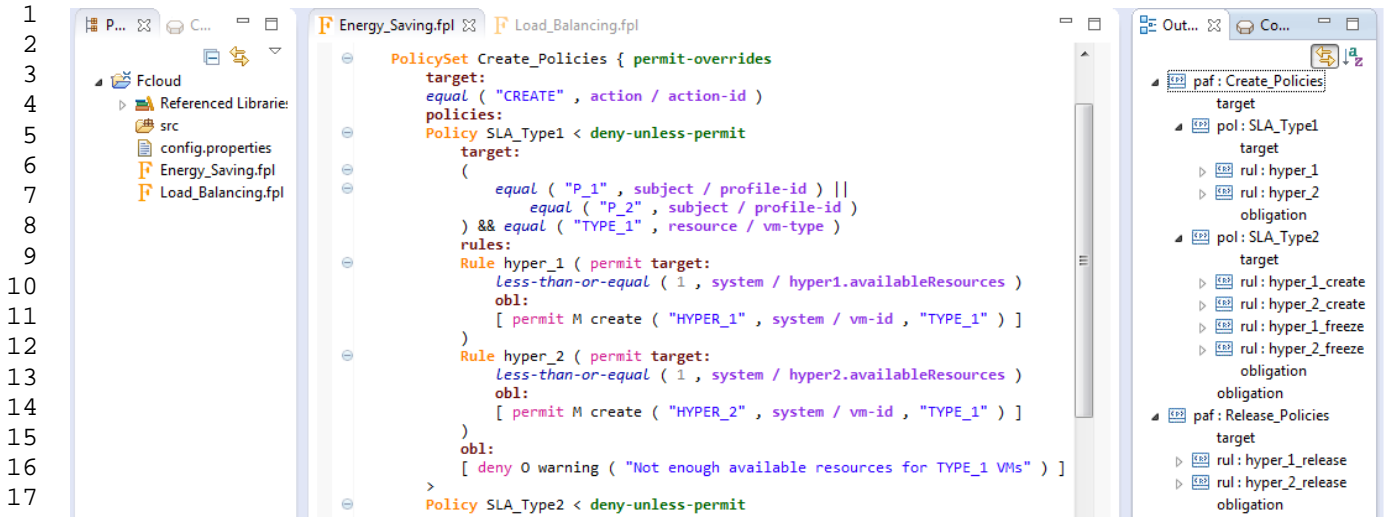 1
2
3
4
5
6
7
8
9
10
11
12
13
14
15
16
17
P...
C...
Fcloud
Referenced Libraries
src
config.properties
Energy_Saving.fpl
Load_Balancing.fpl
Energy_Saving.fpl
Load_Balancing.fpl
PolicySet Create_Policies { permit-overrides
target:
equal ( "CREATE" , action / action-id )
policies:
Policy SLA_Type1 < deny-unless-permit
target:
(
equal ( "P_1" , subject / profile-id ) ||
equal ( "P_2" , subject / profile-id )
) && equal ( "TYPE_1" , resource / vm-type )
rules:
Rule hyper_1 ( permit target:
less-than-or-equal ( 1 , system / hyper1.availableResources )
obl:
[ permit M create ( "HYPER_1" , system / vm-id , "TYPE_1" ) ]
)
Rule hyper_2 ( permit target:
less-than-or-equal ( 1 , system / hyper2.availableResources )
obl:
[ permit M create ( "HYPER_2" , system / vm-id , "TYPE_1" ) ]
)
obl:
[ deny O warning ( "Not enough available resources for TYPE_1 VMs" ) ]
>
Policy SLA_Type2 < deny-unless-permit
Out...
Co...
paf : Create_Policies
target
pol : SLA_Type1
target
rul : hyper_1
rul : hyper_2
obligation
pol : SLA_Type2
target
rul : hyper_1_create
rul : hyper_2_create
rul : hyper_1_freeze
rul : hyper_2_freeze
obligation
obligation
paf : Release_Policies
target
rul : hyper_1_release
rul : hyper_2_release
obligation